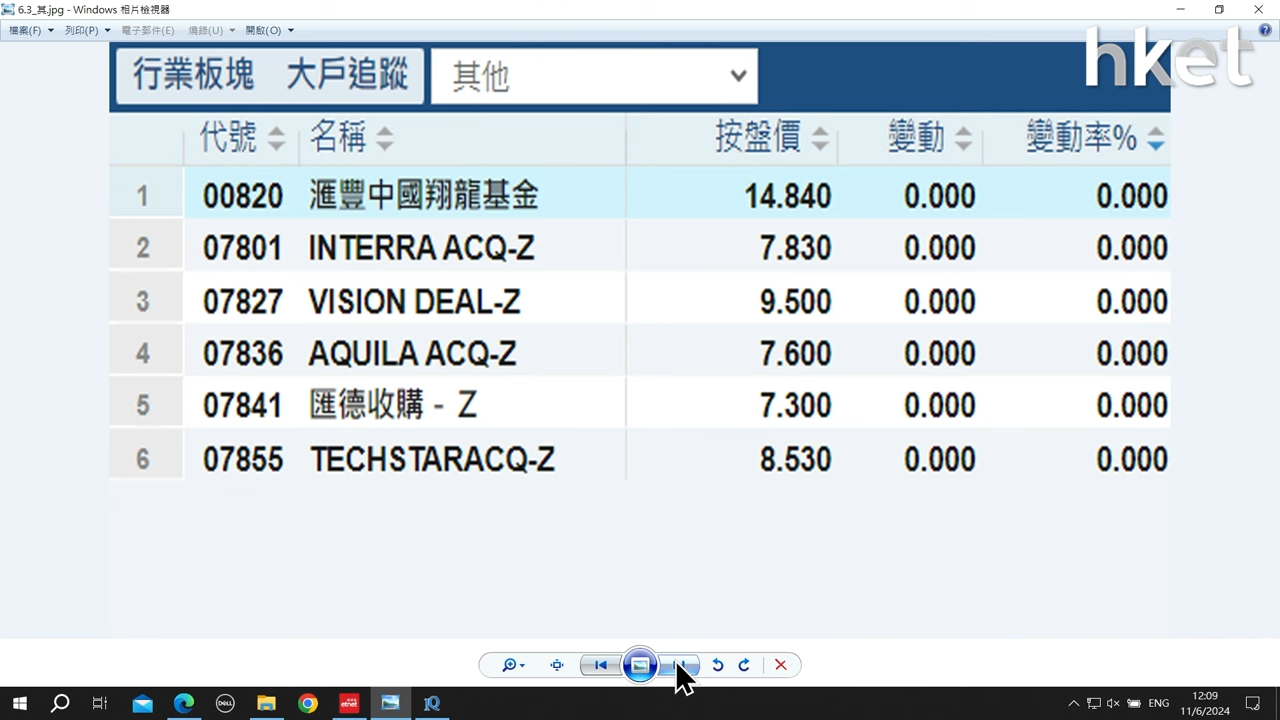 6.3_其.jpg - Windows 相片檢視器
檔案(F) 列印(P) 電子郵件(E) 燒錄(U) 開啟(O)
hket
行業板塊 大戶追蹤 其他
代號 名稱 按盤價 變動 變動率%
1 00820 滙豐中國翔龍基金 14.840 0.000 0.000
2 07801 INTERRA ACQ-Z 7.830 0.000 0.000
3 07827 VISION DEAL-Z 9.500 0.000 0.000
4 07836 AQUILA ACQ-Z 7.600 0.000 0.000
5 07841 匯德收購 - Z 7.300 0.000 0.000
6 07855 TECHSTARACQ-Z 8.530 0.000 0.000
DELL etnet IQ ENG 12:09
11/6/2024